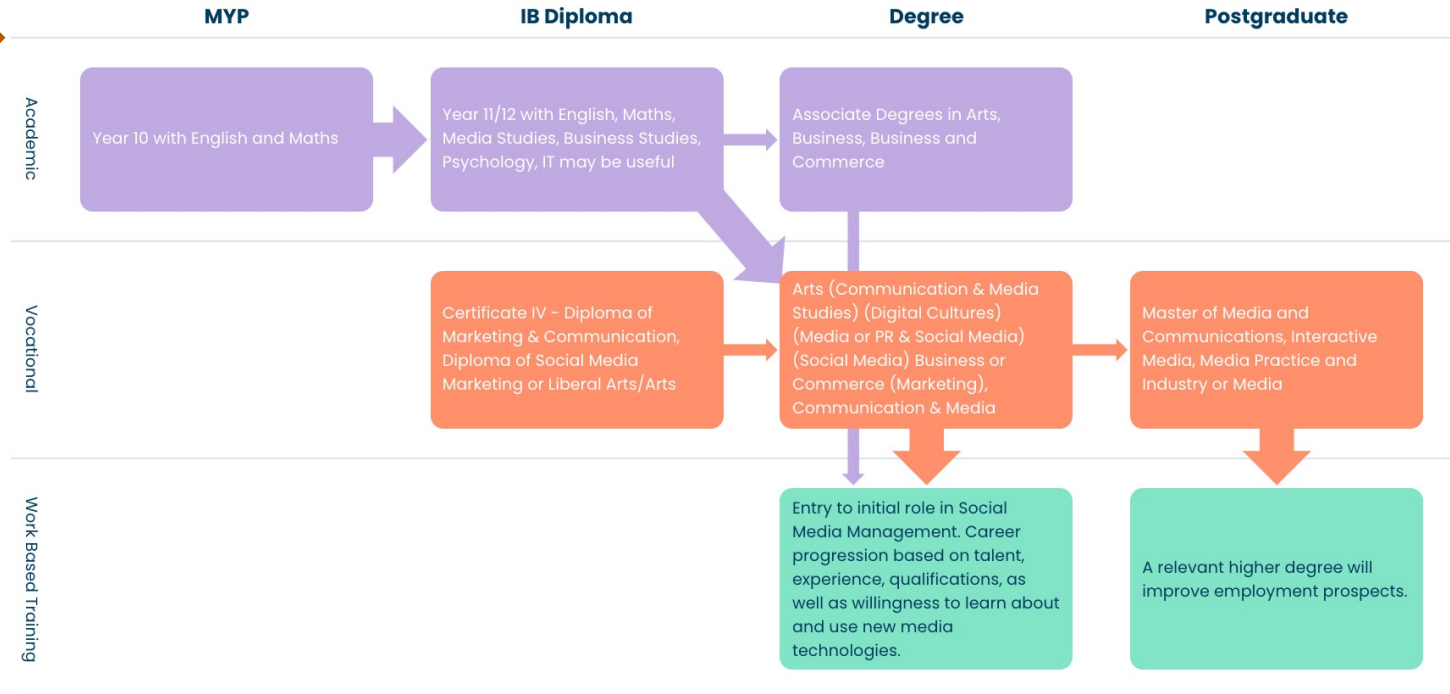 MYP
IB Diploma
Degree
Postgraduate
Academic
Year 10 with English and Maths
Year 11/12 with English, Maths,
Media Studies, Business Studies,
Psychology, IT may be useful
Associate Degrees in Arts,
Business, Business and
Commerce
Vocational
Certificate IV - Diploma of
Marketing & Communication,
Diploma of Social Media
Marketing or Liberal Arts/Arts
Arts (Communication & Media
Studies) (Digital Cultures)
(Media or PR & Social Media)
(Social Media) Business or
Commerce (Marketing),
Communication & Media
Master of Media and
Communications, Interactive
Media, Media Practice and
Industry or Media
Work Based Training
Entry to initial role in Social
Media Management. Career
progression based on talent,
experience, qualifications, as
well as willingness to learn about
and use new media
technologies.
A relevant higher degree will
improve employment prospects.